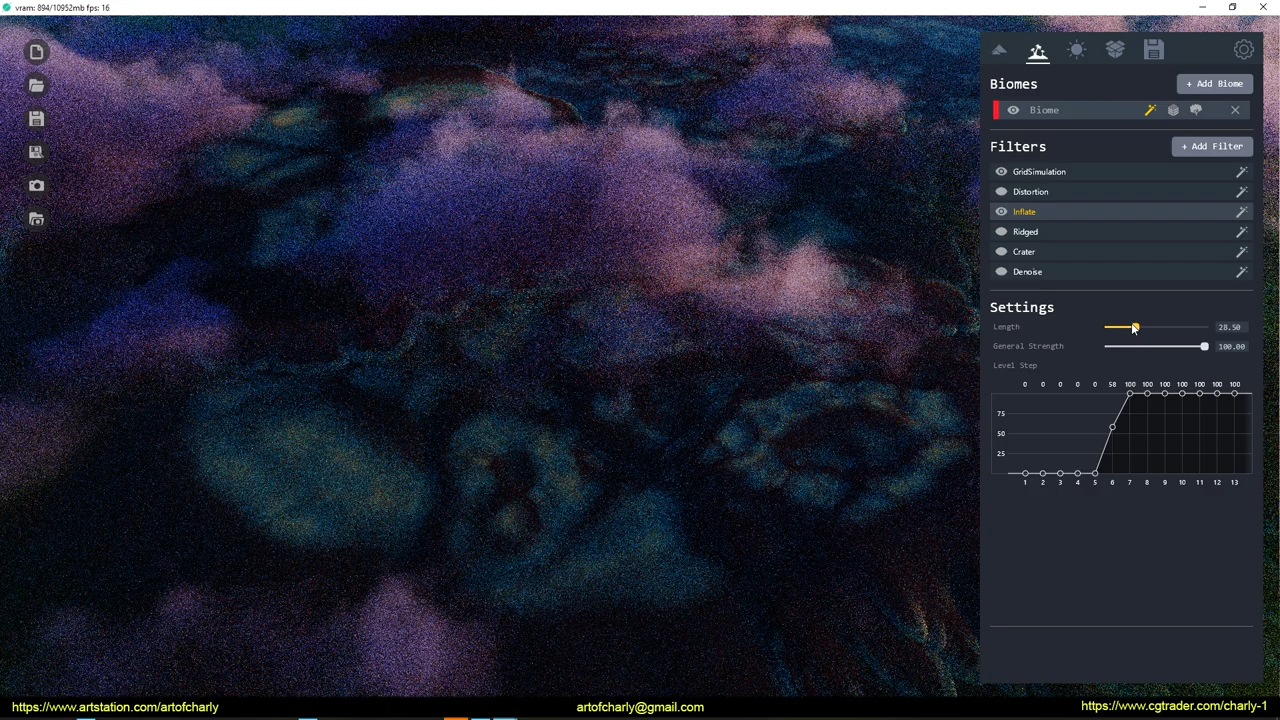 vram: 894/10952mb fps: 16
Biomes
+ Add Biome
Biome
Filters
+ Add Filter
GridSimulation
Distortion
Inflate
Ridged
Crater
Denoise
Settings
Length 28.50
General Strength 100.00
Level Step
0 0 0 0 0 58 100 100 100 100 100 100 100
75
50
25
1 2 3 4 5 6 7 8 9 10 11 12 13
https://www.artstation.com/artofcharly artofcharly@gmail.com https://www.cgtrader.com/charly-1